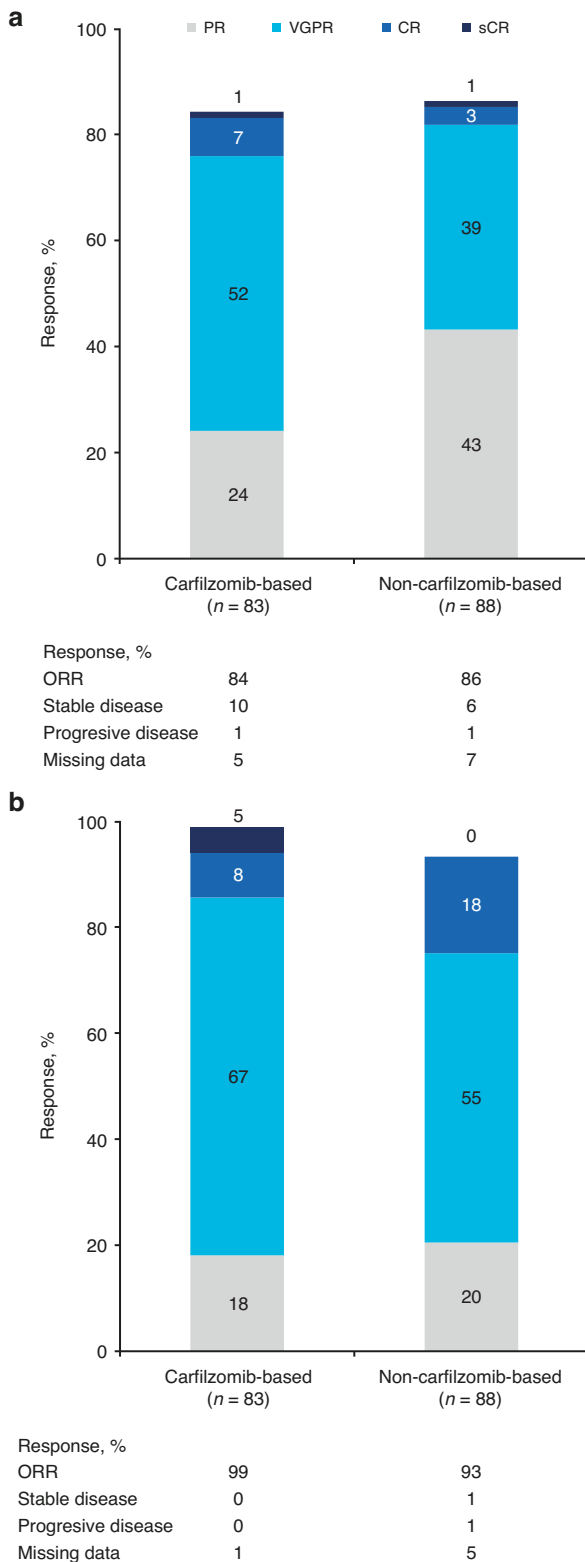 a
PR VGPR CR sCR
Response, %
100
80
60
40
20
0
1
7
52
24
1
3
39
43
Carfilzomib-based
(n = 83)
Non-carfilzomib-based
(n = 88)
Response, %
ORR 84 86
Stable disease 10 6
Progresive disease 1 1
Missing data 5 7
b
Response, %
100
80
60
40
20
0
5
8
67
18
0
18
55
20
Carfilzomib-based
(n = 83)
Non-carfilzomib-based
(n = 88)
Response, %
ORR 99 93
Stable disease 0 1
Progresive disease 0 1
Missing data 1 5